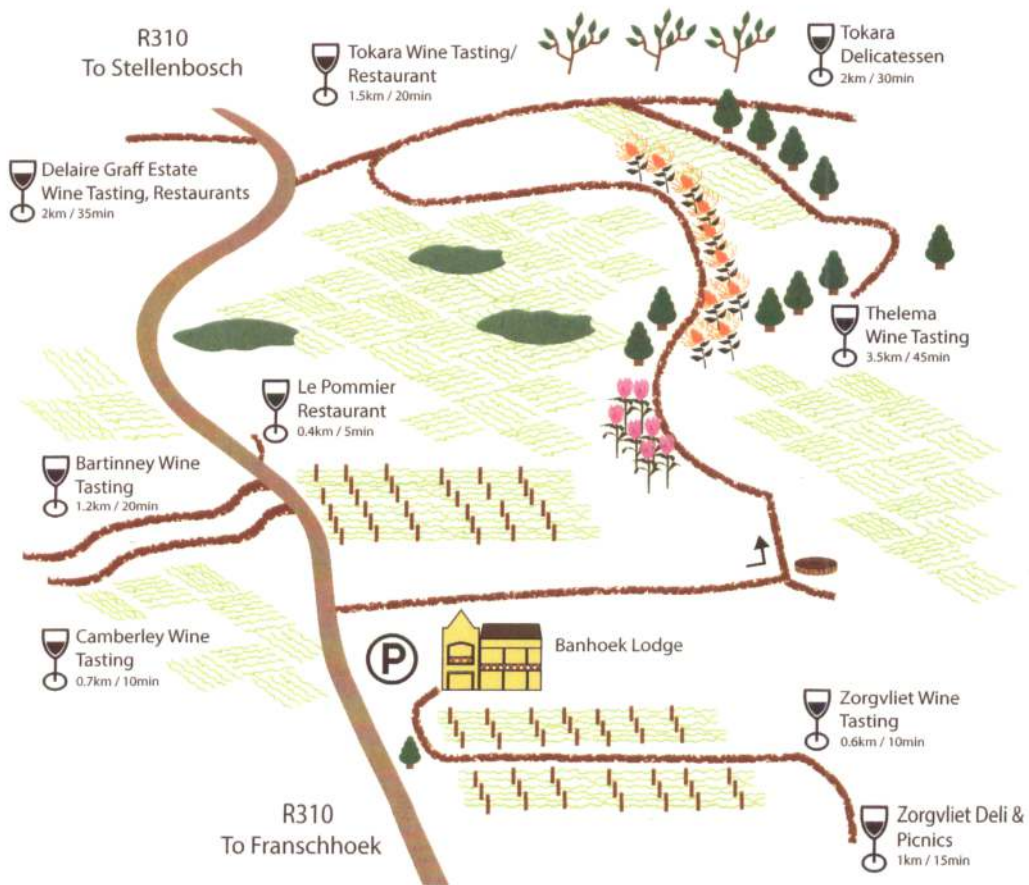 R310
To Stellenbosch
Tokara Wine Tasting/
Restaurant
1.5km / 20min
Tokara
Delicatessen
2km / 30min
Delaire Graff Estate
Wine Tasting, Restaurants
2km / 35min
Thelema
Wine Tasting
3.5km / 45min
Le Pommier
Restaurant
0.4km / 5min
Bartinney Wine
Tasting
1.2km / 20min
Camberley Wine
Tasting
0.7km / 10min
P
Banhoek Lodge
Zorgvliet Wine
Tasting
0.6km / 10min
R310
To Franschhoek
Zorgvliet Deli &
Picnics
1km / 15min